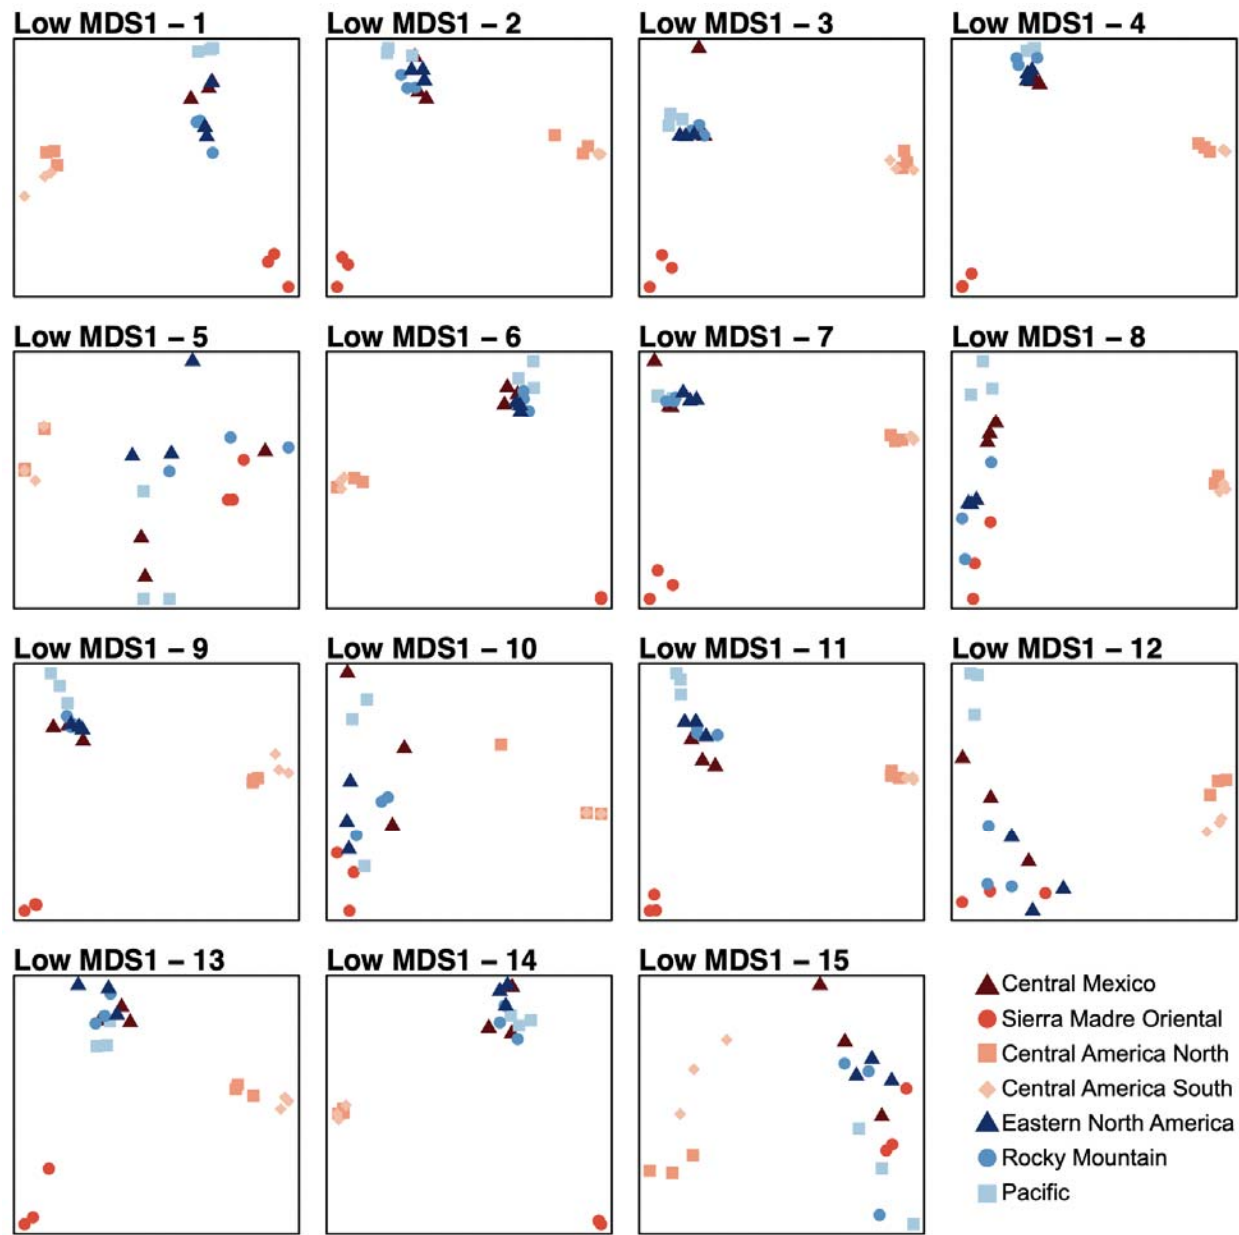 Low MDS1 – 1
Low MDS1 – 2
Low MDS1 – 3
Low MDS1 – 4
Low MDS1 – 5
Low MDS1 – 6
Low MDS1 – 7
Low MDS1 – 8
Low MDS1 – 9
Low MDS1 – 10
Low MDS1 – 11
Low MDS1 – 12
Low MDS1 – 13
Low MDS1 – 14
Low MDS1 – 15
Central Mexico
Sierra Madre Oriental
Central America North
Central America South
Eastern North America
Rocky Mountain
Pacific